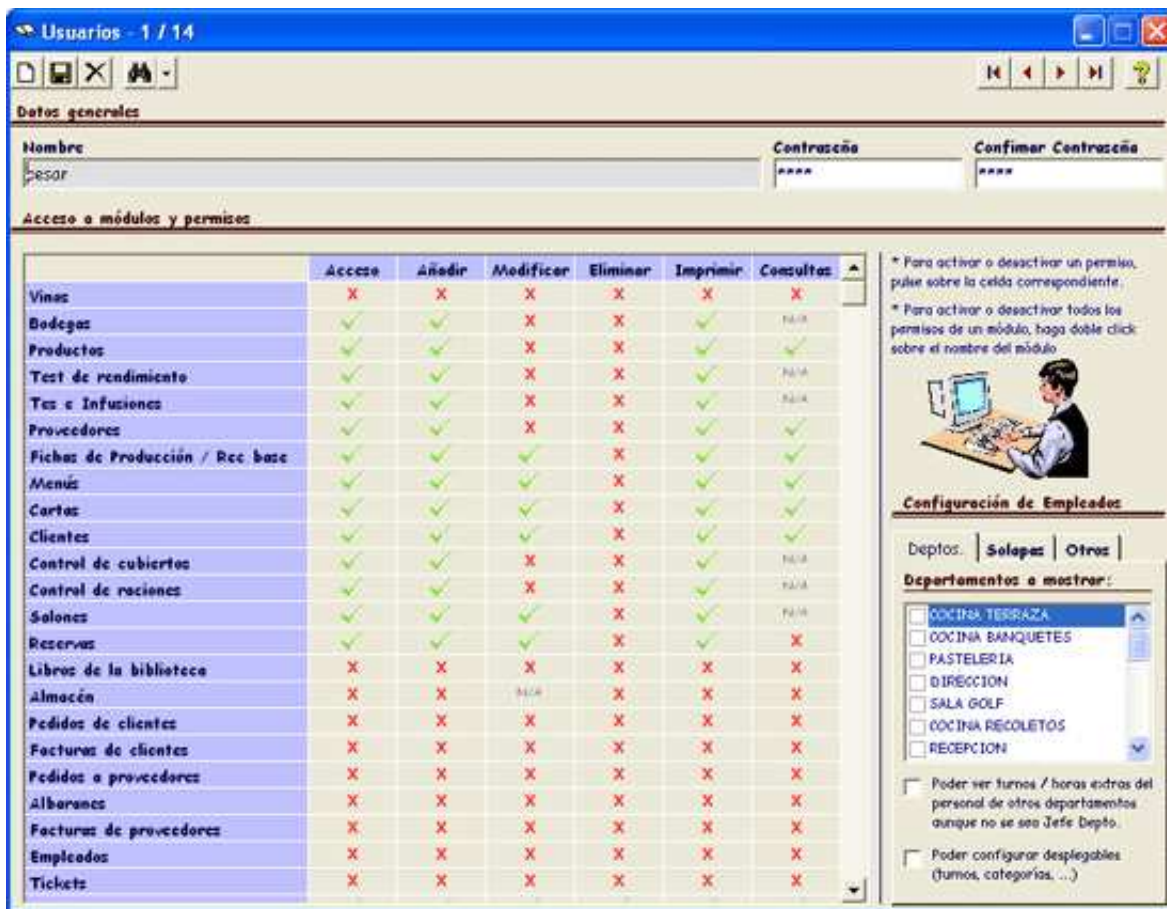 Usuarios - 1 / 14
Datos generales
Nombre Contraseña Confimar Contraseña
cesar **** ****
Acceso a módulos y permisos
Acceso Añadir Modificar Eliminar Imprimir Consultas
Vinos X X X X X X
Bodegas ✓ ✓ X X ✓ N/A
Productos ✓ ✓ X X ✓ ✓
Test de rendimiento ✓ ✓ X X ✓ N/A
Tes e Infusiones ✓ ✓ X X ✓ N/A
Proveedores ✓ ✓ X X ✓ ✓
Fichas de Producción / Rec base ✓ ✓ ✓ X ✓ ✓
Menús ✓ ✓ ✓ X ✓ ✓
Cartas ✓ ✓ ✓ X ✓ ✓
Clientes ✓ ✓ ✓ X ✓ ✓
Control de cubiertos ✓ ✓ X X ✓ N/A
Control de raciones ✓ ✓ X X ✓ N/A
Salones ✓ ✓ ✓ X ✓ N/A
Reservas ✓ ✓ ✓ X ✓ X
Libros de la biblioteca X X X X X X
Almacén X X N/A X X X
Pedidos de clientes X X X X X X
Facturas de clientes X X X X X X
Pedidos a proveedores X X X X X X
Albaranes X X X X X X
Facturas de proveedores X X X X X X
Empleados X X X X X X
Tickets X X X X X X
* Para activar o desactivar un permiso,
pulse sobre la celda correspondiente.
* Para activar o desactivar todos los
permisos de un módulo, haga doble click
sobre el nombre del módulo
Configuración de Empleados
Deptos. Solapas Otros
Departamentos a mostrar:
COCINA TERRAZA
COCINA BANQUETES
PASTELERIA
DIRECCION
SALA GOLF
COCINA RECOLETOS
RECEPCION
Poder ver turnos / horas extras del
personal de otros departamentos
aunque no se sea Jefe Depto.
Poder configurar desplegables
(turnos, categorías, ...)